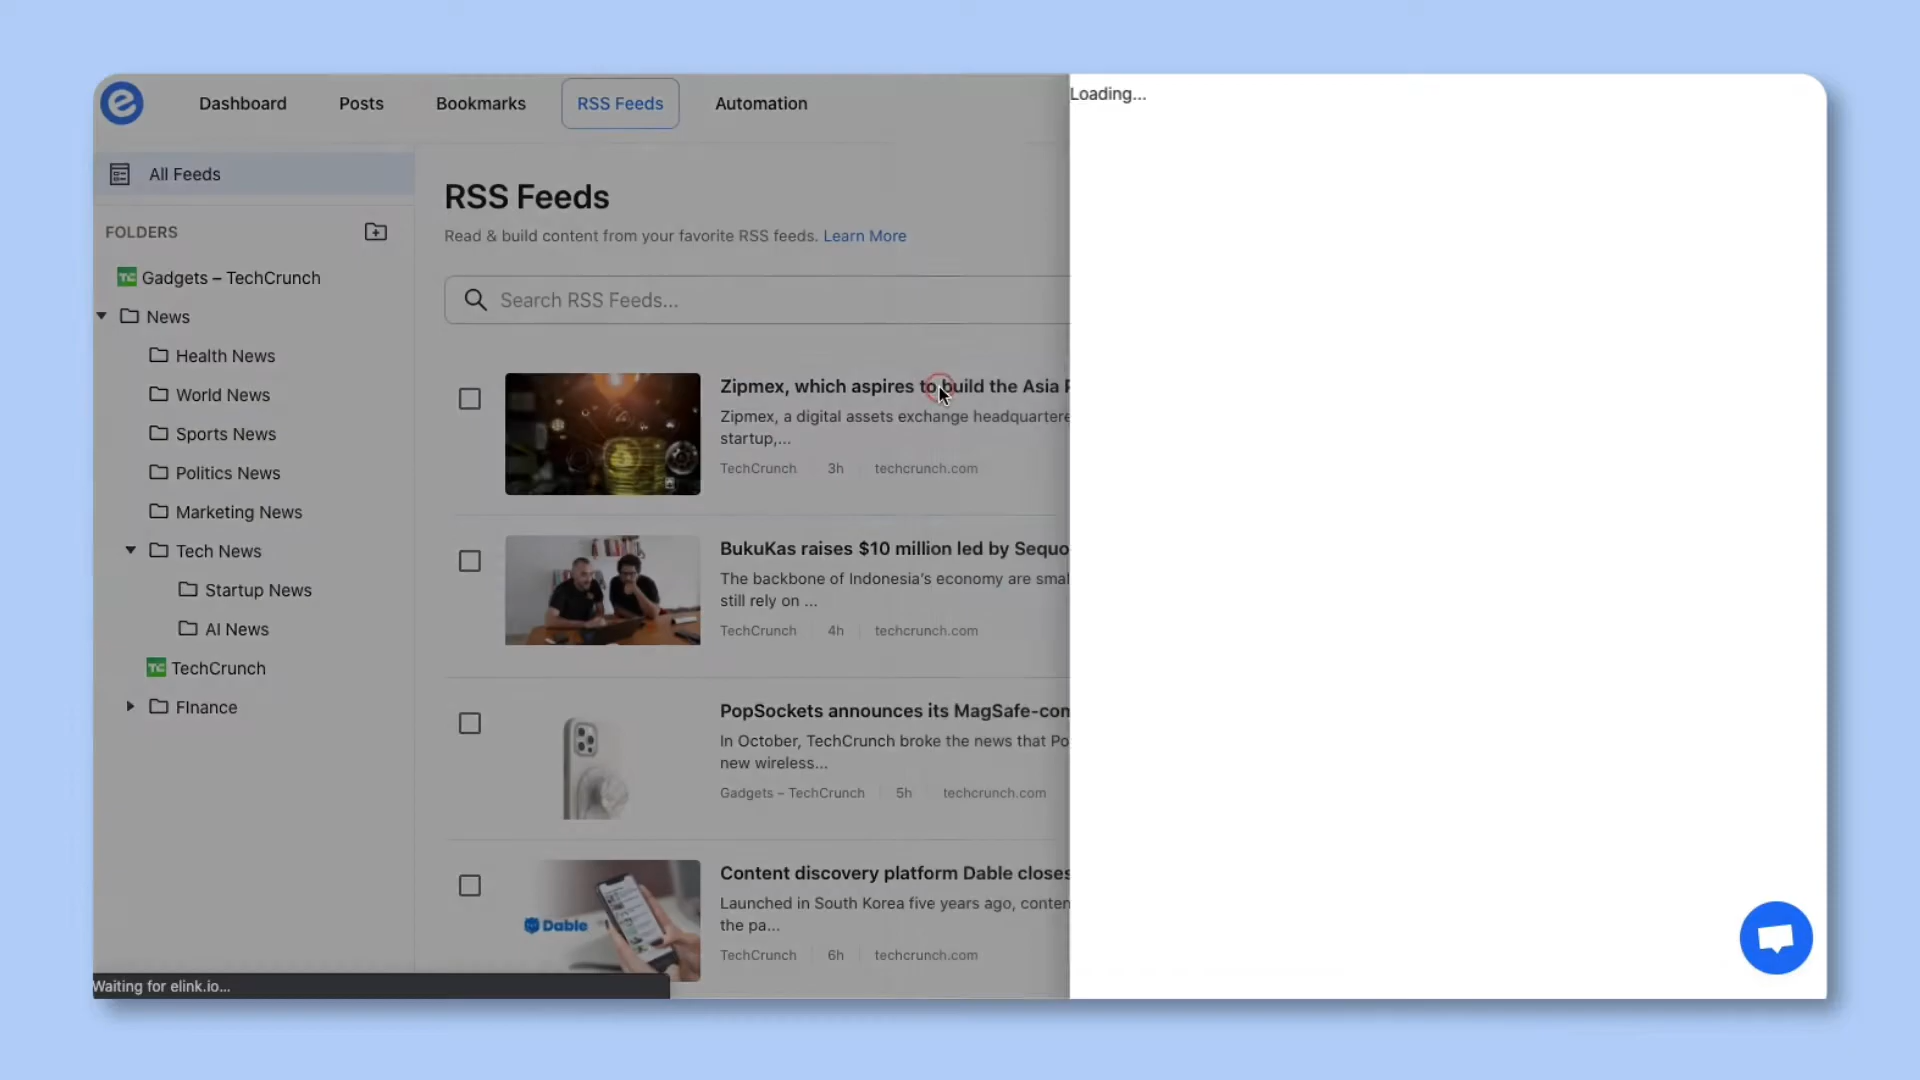 Dashboard
Posts
Bookmarks
RSS Feeds
Automation
Loading...
All Feeds
FOLDERS
Gadgets – TechCrunch
News
Health News
World News
Sports News
Politics News
Marketing News
Tech News
Startup News
AI News
TechCrunch
FInance
RSS Feeds
Read & build content from your favorite RSS feeds. Learn More
Search RSS Feeds...
Zipmex, which aspires to build the Asia
Zipmex, a digital assets exchange headquartere
startup,...
TechCrunch 3h techcrunch.com
BukuKas raises $10 million led by Sequo
The backbone of Indonesia's economy are smal
still rely on ...
TechCrunch 4h techcrunch.com
PopSockets announces its MagSafe-com
In October, TechCrunch broke the news that Po
new wireless...
Gadgets – TechCrunch 5h techcrunch.com
Dable
Content discovery platform Dable closes
Launched in South Korea five years ago, conten
the pa...
TechCrunch 6h techcrunch.com
Waiting for elink.io...